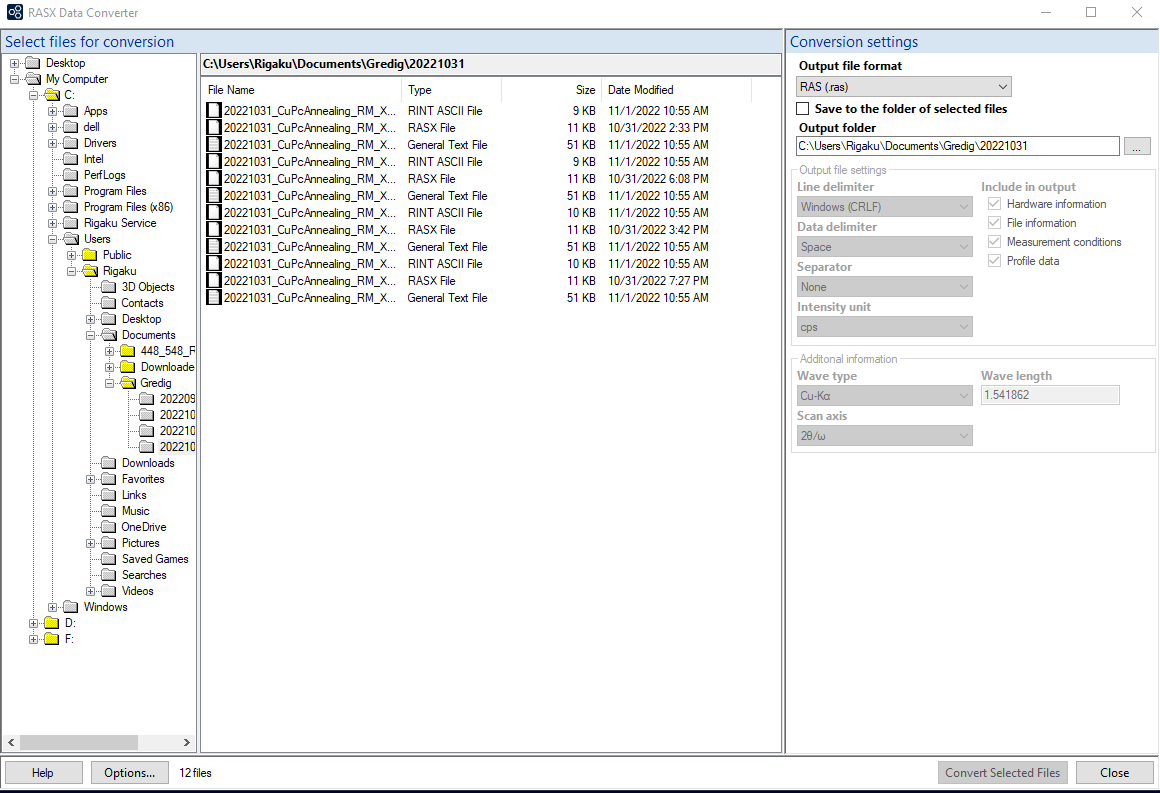 RASX Data Converter
Select files for conversion
Desktop
My Computer
C:
Apps
dell
Drivers
Intel
PerfLogs
Program Files
Program Files (x86)
Rigaku Service
Users
Public
Rigaku
3D Objects
Contacts
Desktop
Documents
448_548_F
Downloade
Gredig
202209
202210
202210
202210
Downloads
Favorites
Links
Music
OneDrive
Pictures
Saved Games
Searches
Videos
Windows
D:
F:
C:\Users\Rigaku\Documents\Gredig\20221031
File Name Type Size Date Modified
20221031_CuPcAnnealing_RM_X... RINT ASCII File 9 KB 11/1/2022 10:55 AM
20221031_CuPcAnnealing_RM_X... RASX File 11 KB 10/31/2022 2:33 PM
20221031_CuPcAnnealing_RM_X... General Text File 51 KB 11/1/2022 10:55 AM
20221031_CuPcAnnealing_RM_X... RINT ASCII File 9 KB 11/1/2022 10:55 AM
20221031_CuPcAnnealing_RM_X... RASX File 11 KB 10/31/2022 6:08 PM
20221031_CuPcAnnealing_RM_X... General Text File 51 KB 11/1/2022 10:55 AM
20221031_CuPcAnnealing_RM_X... RINT ASCII File 10 KB 11/1/2022 10:55 AM
20221031_CuPcAnnealing_RM_X... RASX File 11 KB 10/31/2022 3:42 PM
20221031_CuPcAnnealing_RM_X... General Text File 51 KB 11/1/2022 10:55 AM
20221031_CuPcAnnealing_RM_X... RINT ASCII File 10 KB 11/1/2022 10:55 AM
20221031_CuPcAnnealing_RM_X... RASX File 11 KB 10/31/2022 7:27 PM
20221031_CuPcAnnealing_RM_X... General Text File 51 KB 11/1/2022 10:55 AM
Conversion settings
Output file format
RAS (.ras)
Save to the folder of selected files
Output folder
C:\Users\Rigaku\Documents\Gredig\20221031 ...
Output file settings
Line delimiter
Windows (CRLF)
Data delimiter
Space
Separator
None
Intensity unit
cps
Include in output
Hardware information
File information
Measurement conditions
Profile data
Additonal information
Wave type
Cu-Kα
Wave length
1.541862
Scan axis
2θ/ω
Help Options... 12 files Convert Selected Files Close